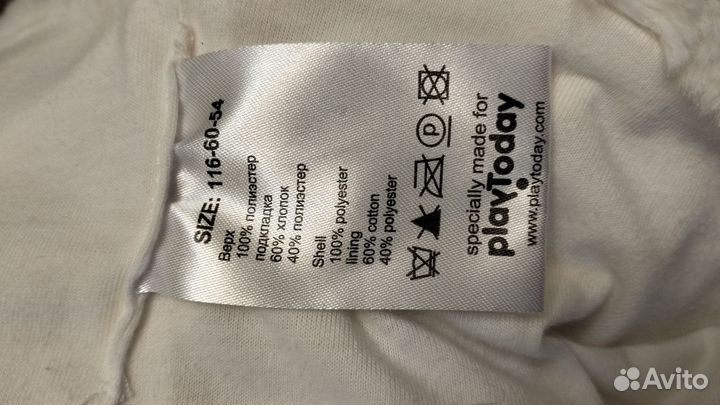 SIZE: 116-60-54
Верх
100% полиэстер
подкладка
60% хлопок
40% полиэстер
Shell
100% polyester
lining
60% cotton
40% polyester
P
specially made for
playToday
www.playtoday.com
Avito